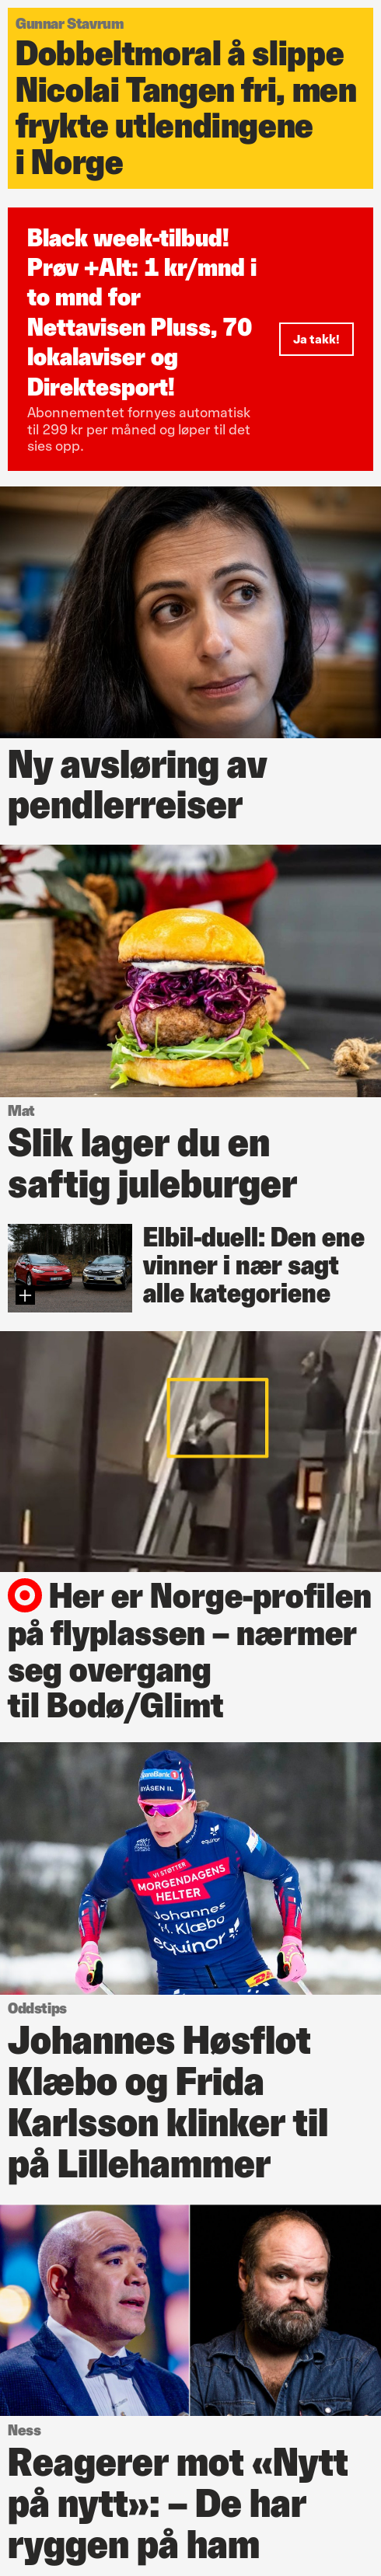 Gunnar Stavrum
Dobbeltmoral å slippe
Nicolai Tangen fri, men
frykte utlendingene
i Norge
Black week-tilbud!
Prøv +Alt: 1 kr/mnd i
to mnd for
Nettavisen Pluss, 70
lokalaviser og
Direktesport!
Ja takk!
Abonnementet fornyes automatisk
til 299 kr per måned og løper til det
sies opp.
Ny avsløring av
pendlerreiser
Mat
Slik lager du en
saftig juleburger
Elbil-duell: Den ene
vinner i nær sagt
alle kategoriene
Her er Norge-profilen
på flyplassen – nærmer
seg overgang
til Bodø/Glimt
SpareBank 1
BYÅSEN IL
equinor
VI STØTTER
MORGENDAGENS
HELTER
Johannes
H. Klæbo
equinor
DHL
Oddstips
Johannes Høsflot
Klæbo og Frida
Karlsson klinker til
på Lillehammer
Ness
Reagerer mot «Nytt
på nytt»: – De har
ryggen på ham